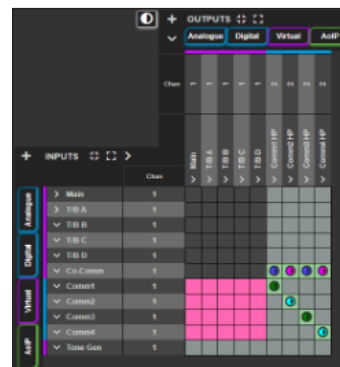 + OUTPUTS
Analogue Digital Virtual AoIP
Chan 1 1 1 1 1 2 2 2 2
Main T/B A T/B B T/B C T/B D Comm1 HP Comm2 HP Comm3 HP Comm4 HP
+ INPUTS
Chan
Analogue
Digital
Virtual
AoIP
> Main 1
> T/B A 1
T/B B 1
T/B C 1
T/B D 1
Co.Comm 1
Comm1 1
Comm2 1
Comm3 1
Comm4 1
Tone Gen 1